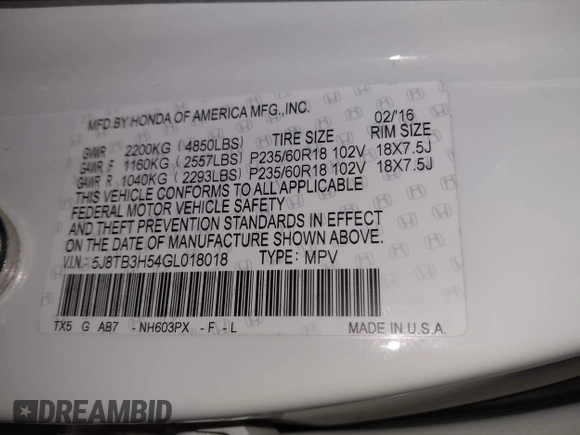 MFD.BY HONDA OF AMERICA MFG.,INC. 02/'16
GVWR 2200KG (4850LBS) TIRE SIZE RIM SIZE
GAWR F 1160KG (2557LBS) P235/60R18 102V 18X7.5J
GAWR R 1040KG (2293LBS) P235/60R18 102V 18X7.5J
THIS VEHICLE CONFORMS TO ALL APPLICABLE
FEDERAL MOTOR VEHICLE SAFETY
AND THEFT PREVENTION STANDARDS IN EFFECT
ON THE DATE OF MANUFACTURE SHOWN ABOVE.
V.I.N.: 5J8TB3H54GL018018 TYPE: MPV
TX5 G AB7 -NH603PX -F -L MADE IN U.S.A.
DREAMBID